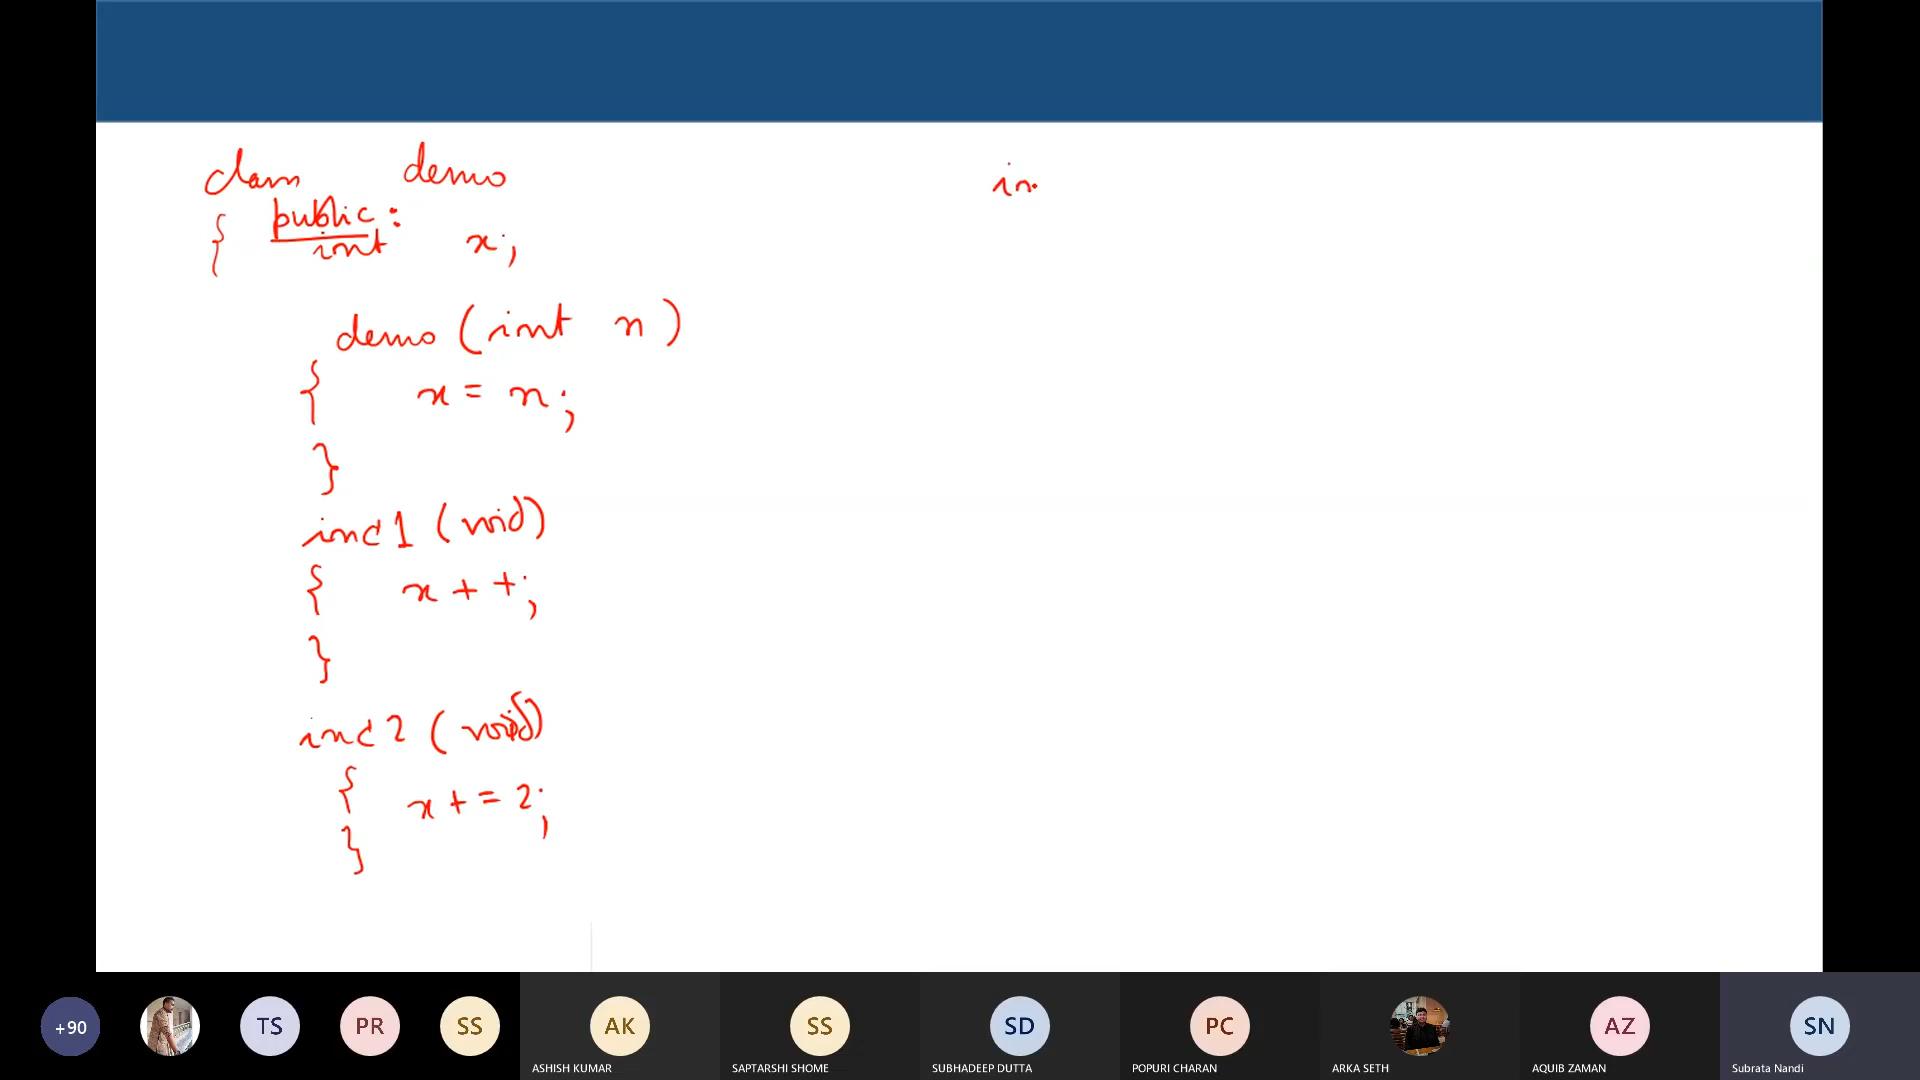 class demo
{ public:
int x;
demo (int n)
{ x = n;
}
inc1 (void)
{ x++;
}
inc2 (void)
{ x += 2;
}
in
+90
TS
PR
SS
AK
ASHISH KUMAR
SS
SAPTARSHI SHOME
SD
SUBHADEEP DUTTA
PC
POPURI CHARAN
ARKA SETH
AZ
AQUIB ZAMAN
SN
Subrata Nandi